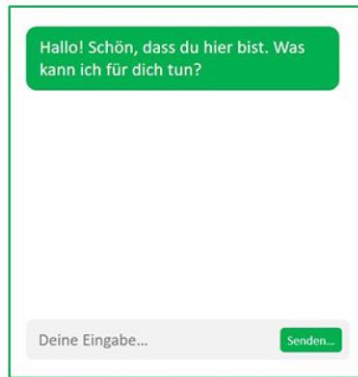 Hallo! Schön, dass du hier bist. Was
kann ich für dich tun?
Deine Eingabe...
Senden...